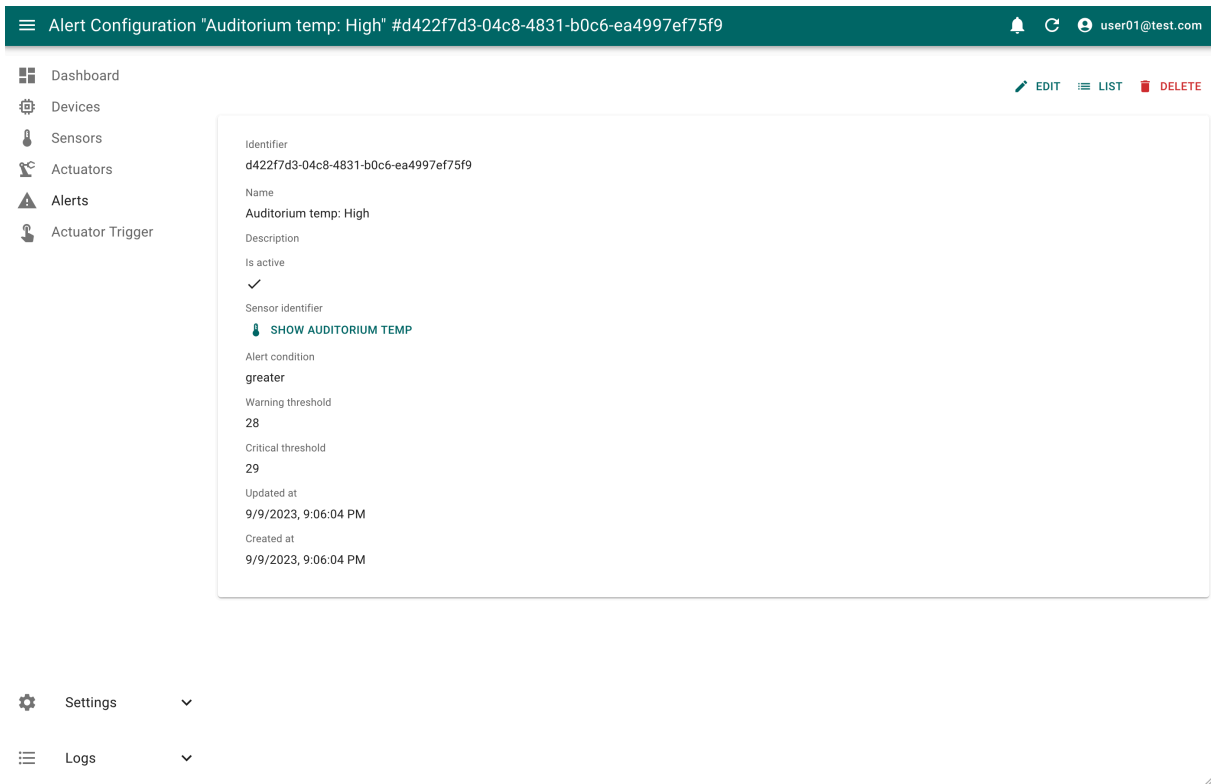 Alert Configuration "Auditorium temp: High" #d422f7d3-04c8-4831-b0c6-ea4997ef75f9
user01@test.com
Dashboard
Devices
Sensors
Actuators
Alerts
Actuator Trigger
Settings
Logs
EDIT
LIST
DELETE
Identifier
d422f7d3-04c8-4831-b0c6-ea4997ef75f9
Name
Auditorium temp: High
Description
Is active
Sensor identifier
SHOW AUDITORIUM TEMP
Alert condition
greater
Warning threshold
28
Critical threshold
29
Updated at
9/9/2023, 9:06:04 PM
Created at
9/9/2023, 9:06:04 PM